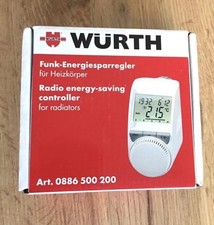 WÜRTH
Funk-Energiesparregler
für Heizkörper
Radio energy-saving
controller
for radiators
Art. 0886 500 200